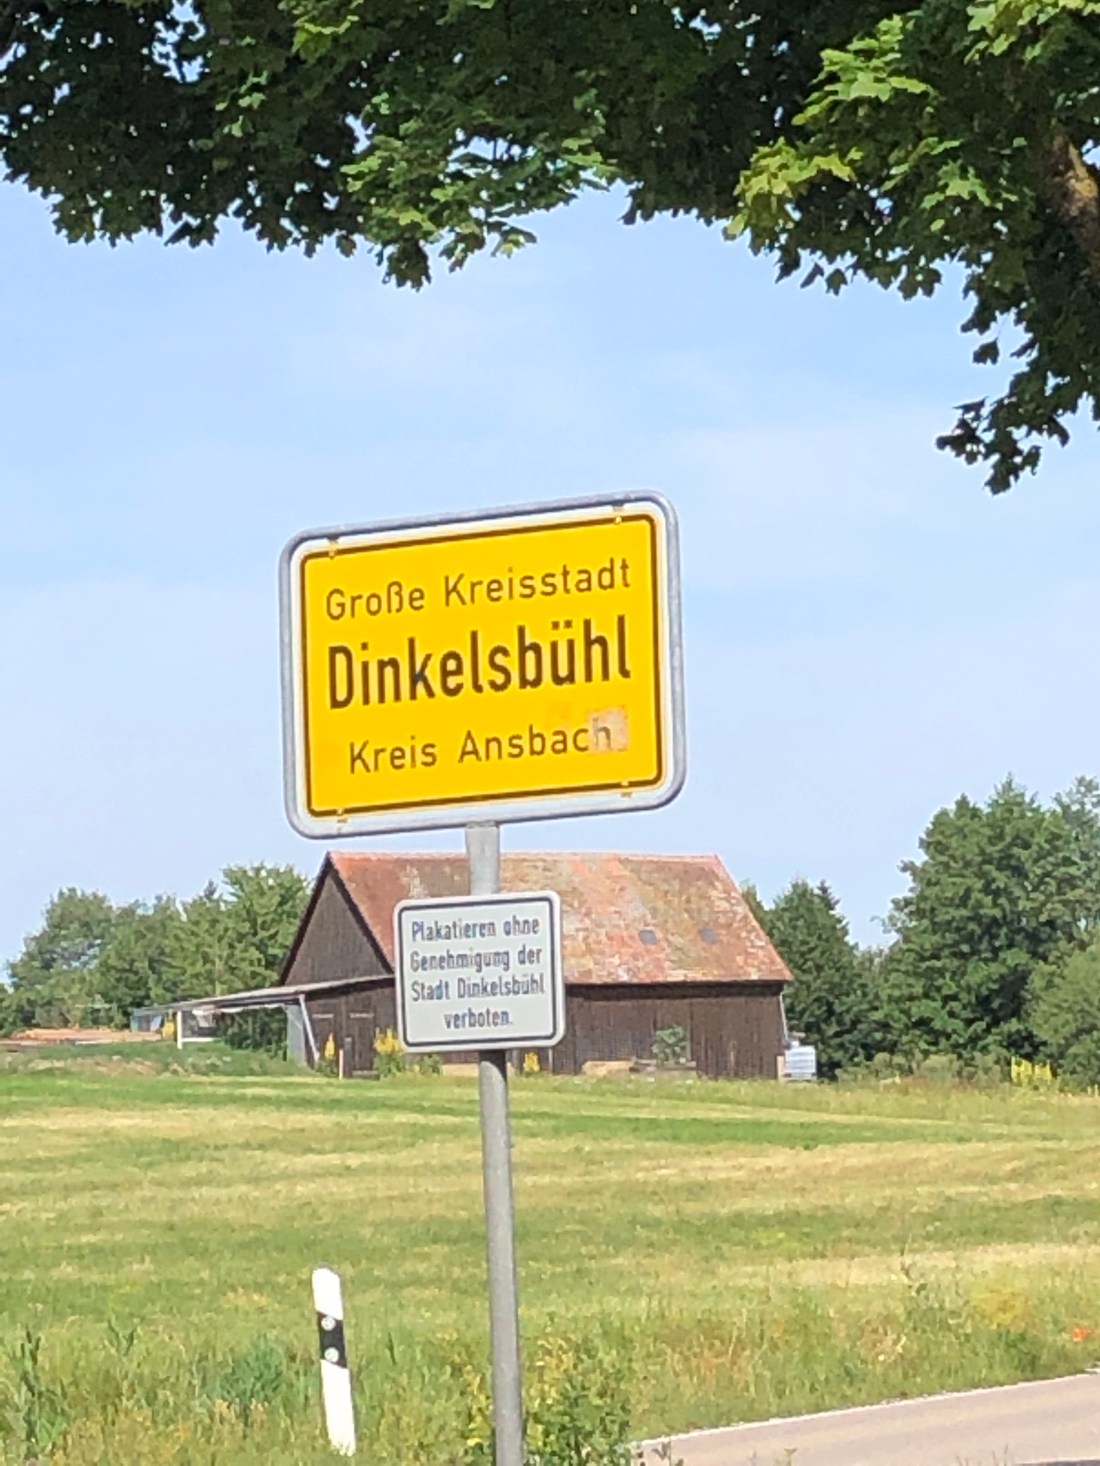 Große Kreisstadt
Dinkelsbühl
Kreis Ansbach
Plakatieren ohne
Genehmigung der
Stadt Dinkelsbühl
verboten.